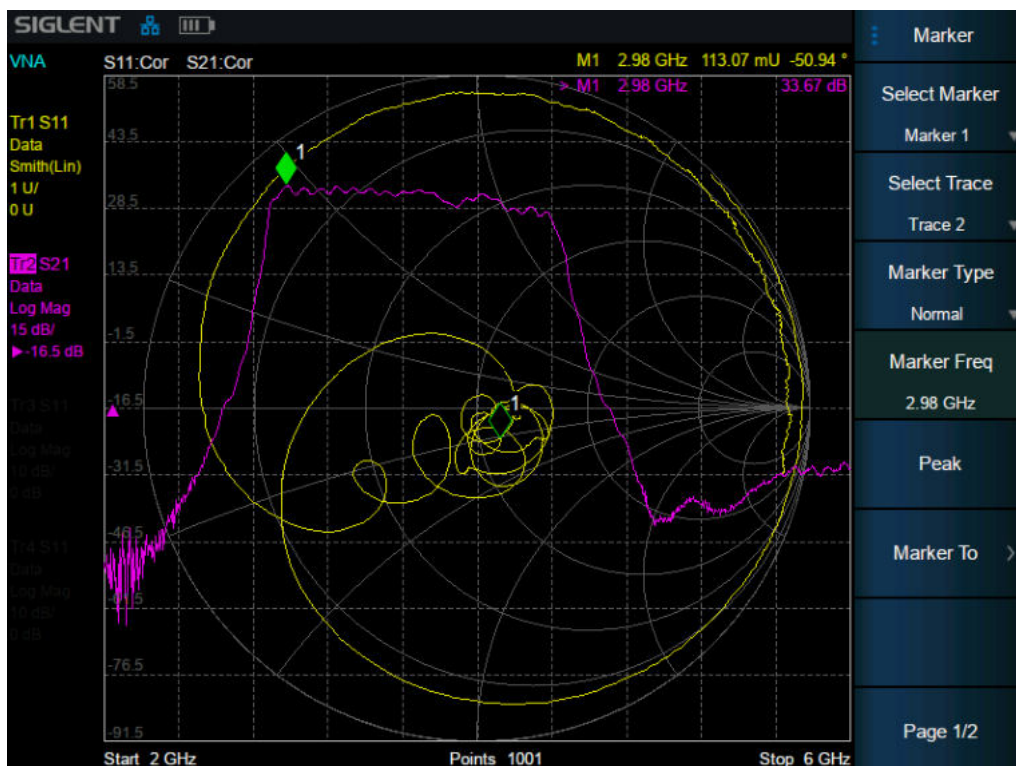 SIGLENT
VNA
S11:Cor S21:Cor
M1 2.98 GHz 113.07 mU -50.94 °
> M1 2.98 GHz 33.67 dB
Tr1 S11
Data
Smith(Lin)
1 U/
0 U
Tr2 S21
Data
Log Mag
15 dB/
-16.5 dB
Tr3 S11
Data
Log Mag
10 dB/
0 dB
Tr4 S11
Data
Log Mag
10 dB/
0 dB
58.5
43.5
28.5
13.5
-1.5
-16.5
-31.5
-46.5
-61.5
-76.5
-91.5
1
1
Start 2 GHz
Points 1001
Stop 6 GHz
Marker
Select Marker
Marker 1
Select Trace
Trace 2
Marker Type
Normal
Marker Freq
2.98 GHz
Peak
Marker To
Page 1/2